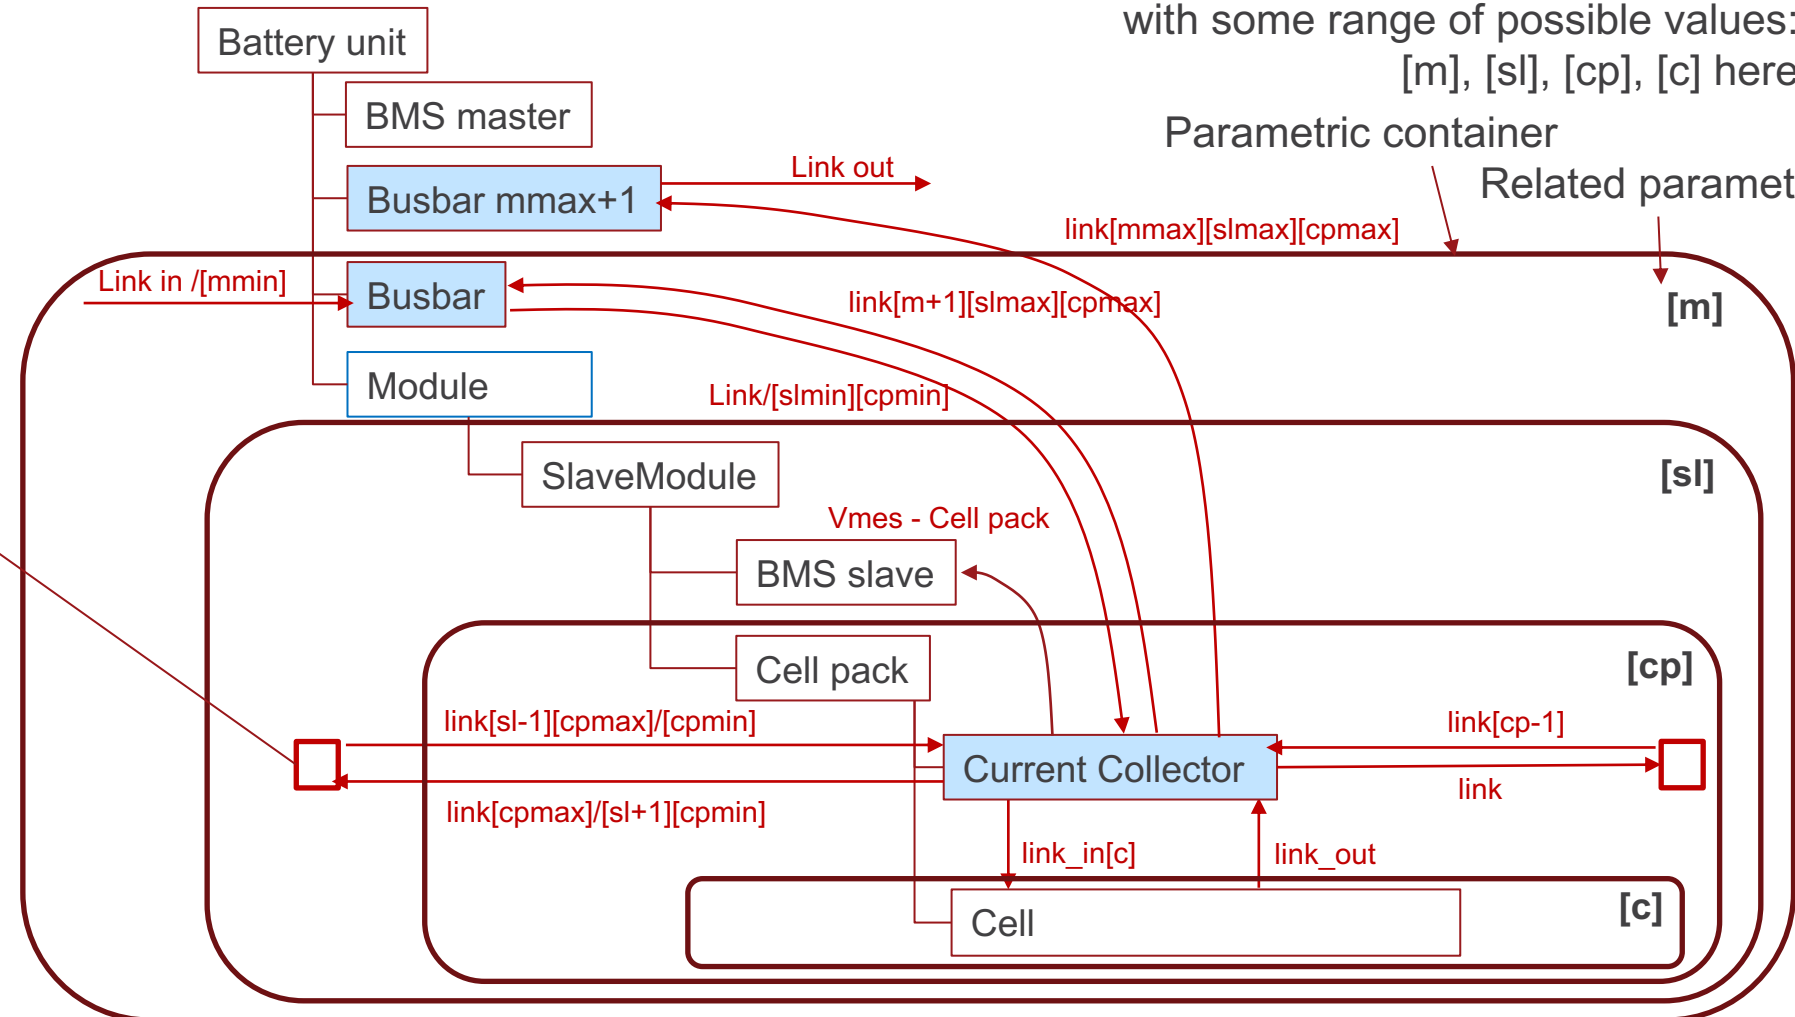 with some range of possible values:
[m], [sl], [cp], [c] here
Battery unit
BMS master
Parametric container
Link out
Related paramet
Busbar mmax+1
link[mmax][slmax][cpmax]
Link in /[mmin]
Busbar
link[m+1][slmax][cpmax]
[m]
Module
Link/[slmin][cpmin]
SlaveModule
[sl]
Vmes - Cell pack
BMS slave
Cell pack
[cp]
link[sl-1][cpmax]/[cpmin]
link[cp-1]
Current Collector
link
link[cpmax]/[sl+1][cpmin]
link_in[c]
link_out
[c]
Cell